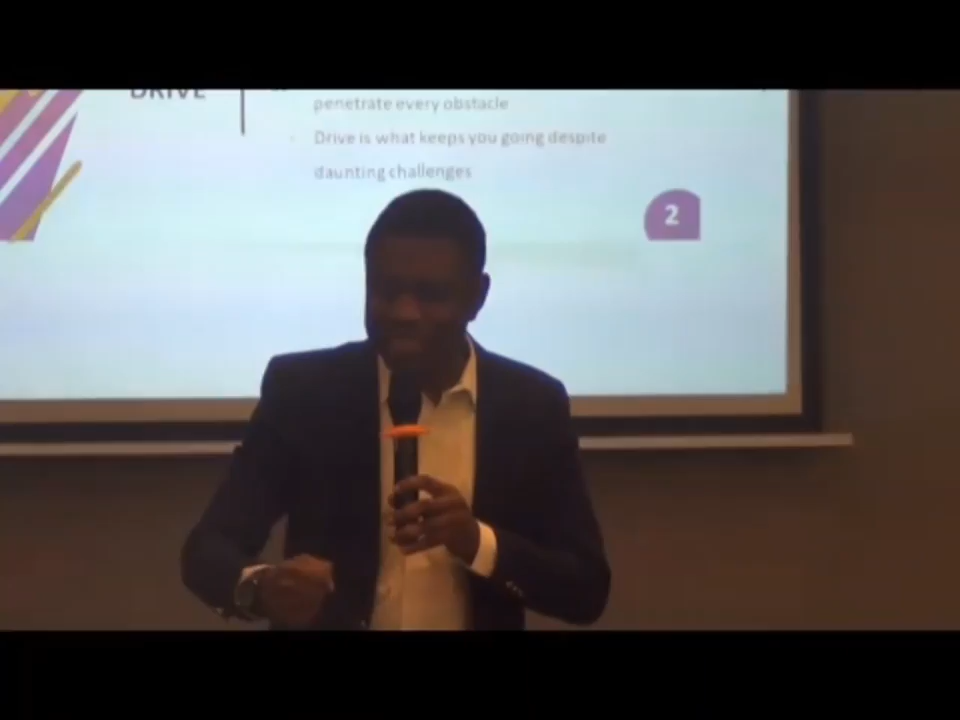 DRIVE
penetrate every obstacle
Drive is what keeps you going despite
daunting challenges
2